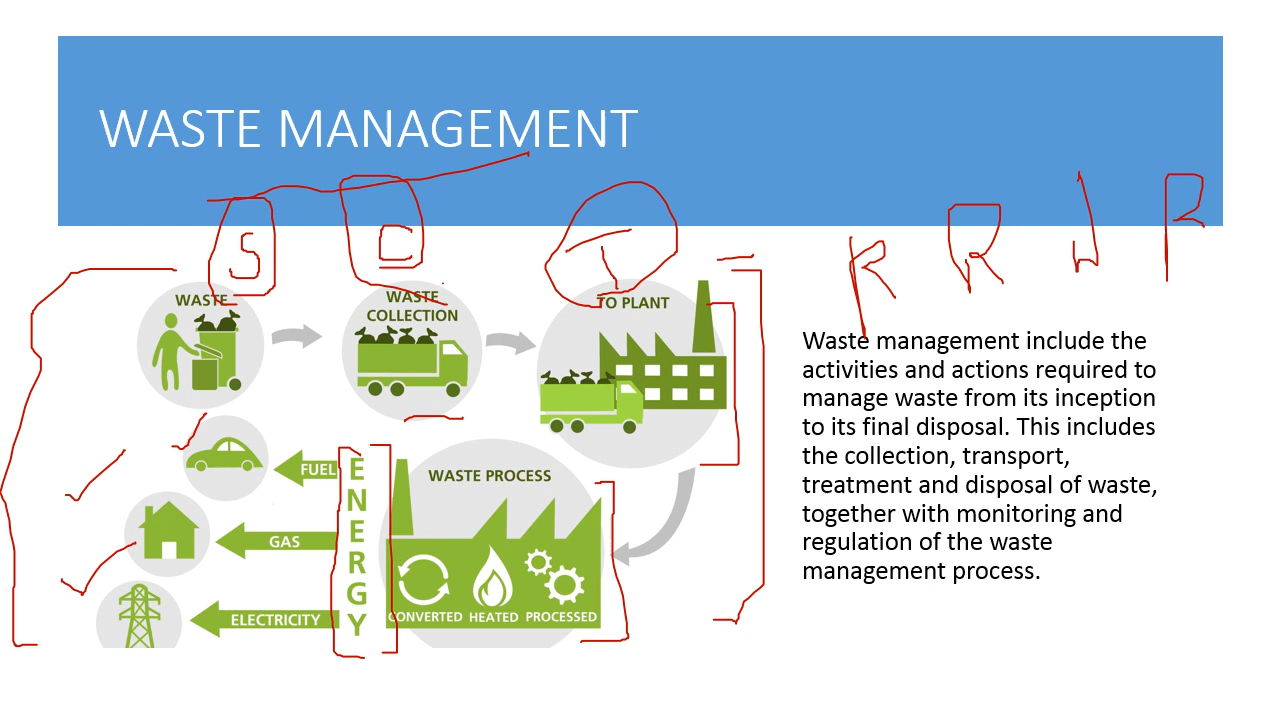 WASTE MANAGEMENT
S C T R R W R
WASTE
WASTE
COLLECTION
TO PLANT
Waste management include the
activities and actions required to
manage waste from its inception
to its final disposal. This includes
the collection, transport,
treatment and disposal of waste,
together with monitoring and
regulation of the waste
management process.
FUEL
GAS
ELECTRICITY
ENERGY
WASTE PROCESS
CONVERTED HEATED PROCESSED